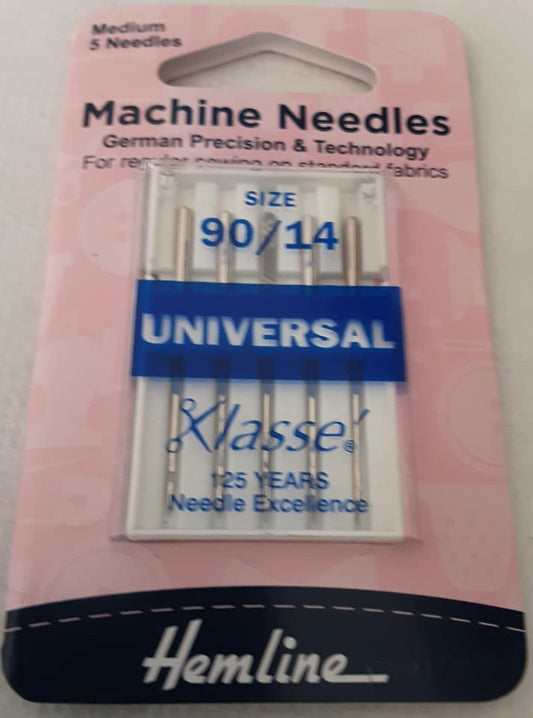 Medium
5 Needles
Machine Needles
German Precision & Technology
For regular sewing on standard fabrics
SIZE
90/14
UNIVERSAL
Klassé®
125 YEARS
Needle Excellence
Hemline